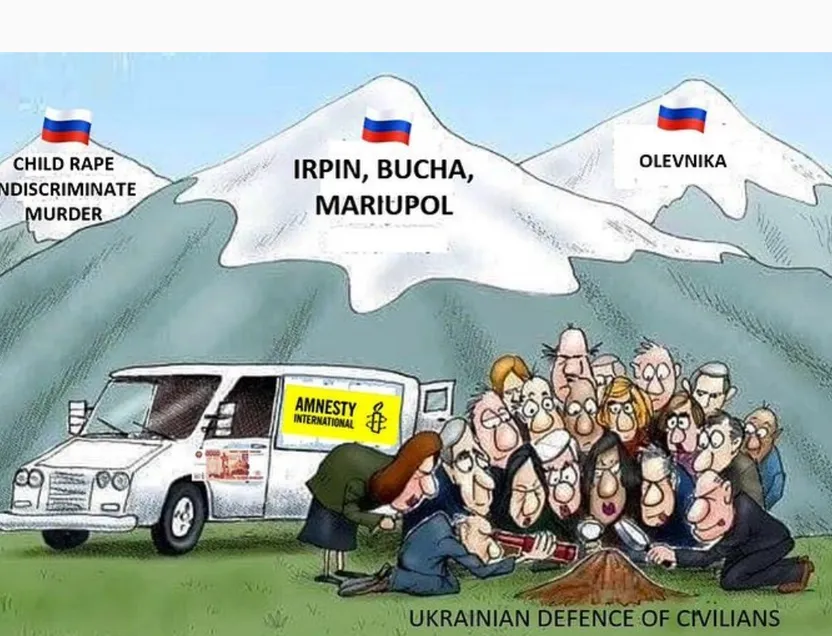 CHILD RAPE
NDISCRIMINATE
MURDER
IRPIN, BUCHA,
MARIUPOL
OLEVNIKA
AMNESTY
INTERNATIONAL
UKRAINIAN DEFENCE OF CIVILIANS